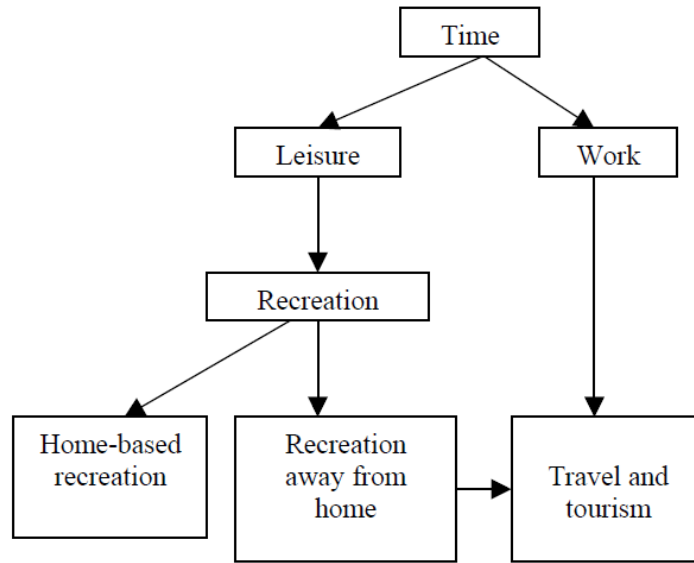 Time
Leisure
Work
Recreation
Home-based
recreation
Recreation
away from
home
Travel and
tourism